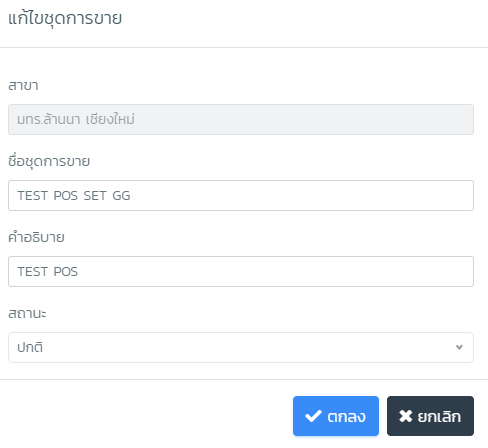 แก้ไขชุดการขาย
สาขา
มทร.ล้านนา เชียงใหม่
ชื่อชุดการขาย
TEST POS SET GG
คำอธิบาย
TEST POS
สถานะ
ปกติ
ตกลง ยกเลิก